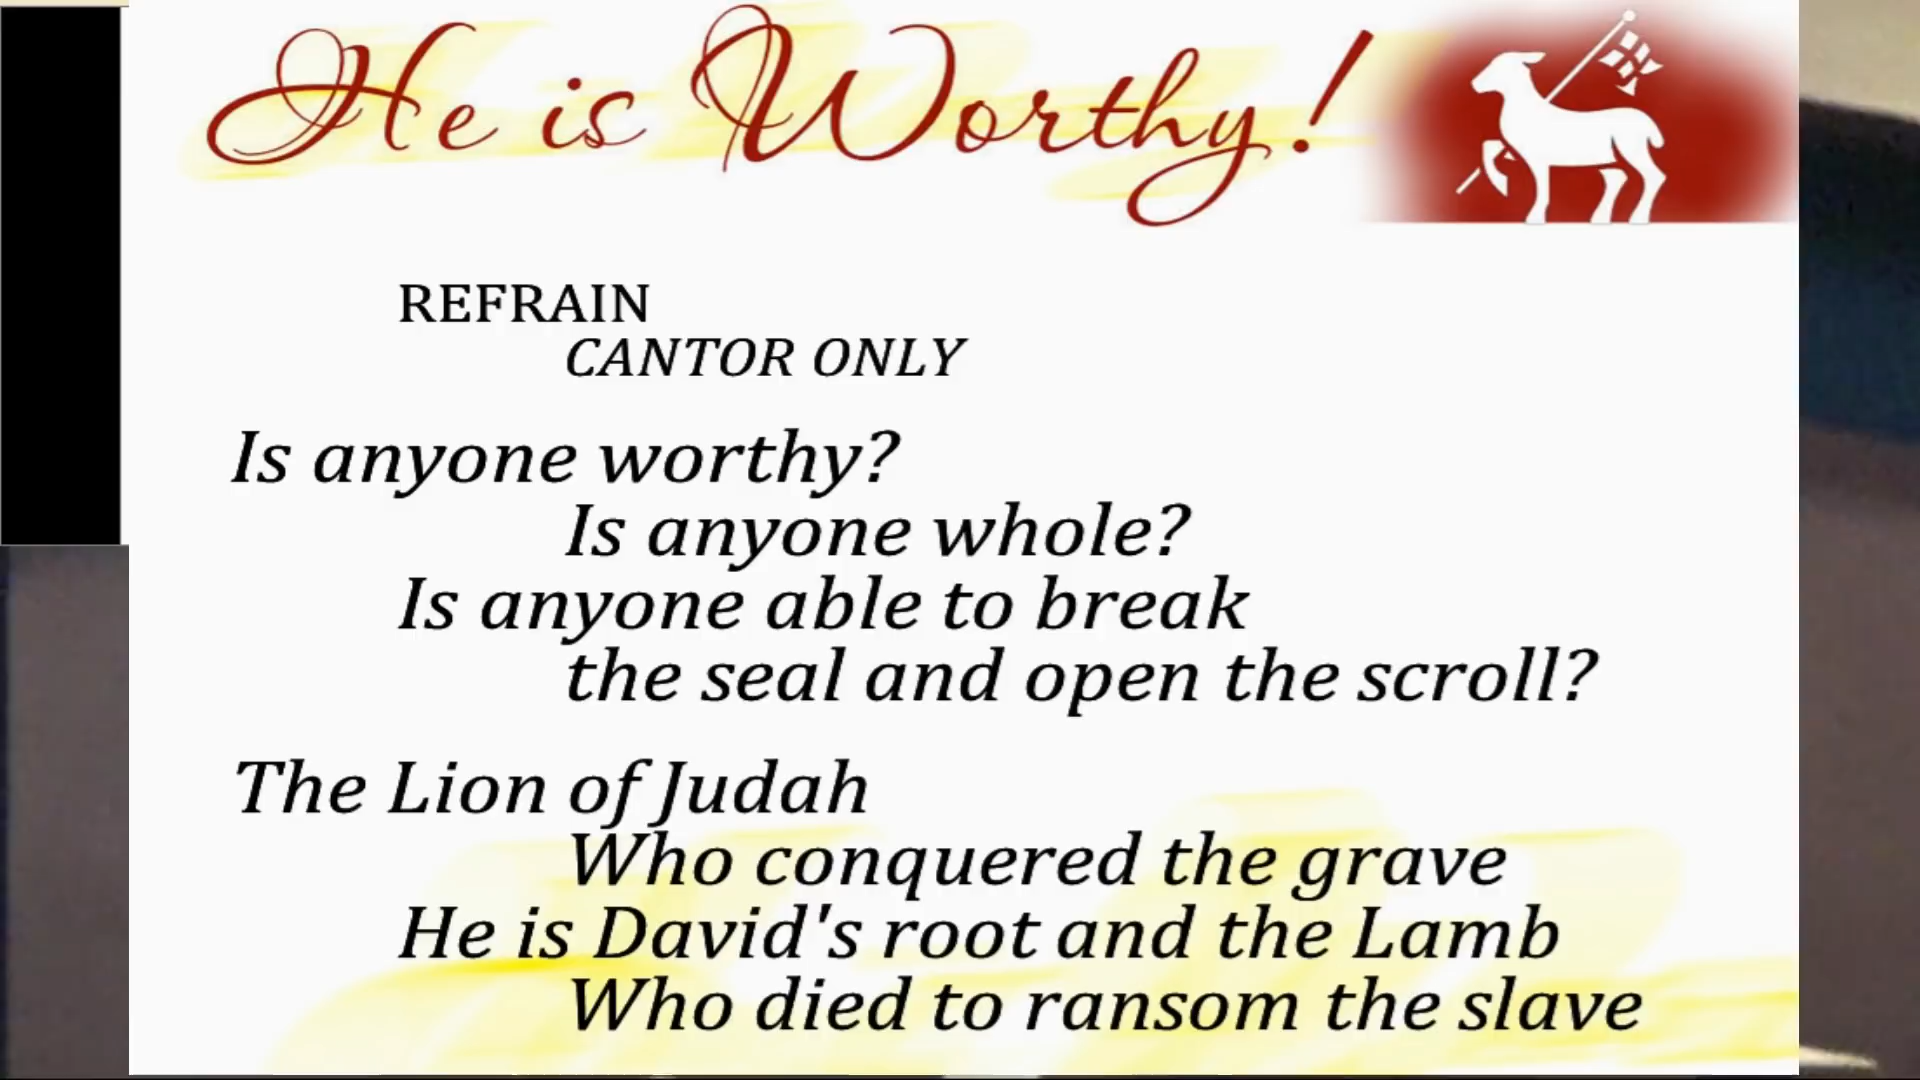 He is Worthy!
REFRAIN
CANTOR ONLY
Is anyone worthy?
Is anyone whole?
Is anyone able to break
the seal and open the scroll?
The Lion of Judah
Who conquered the grave
He is David's root and the Lamb
Who died to ransom the slave